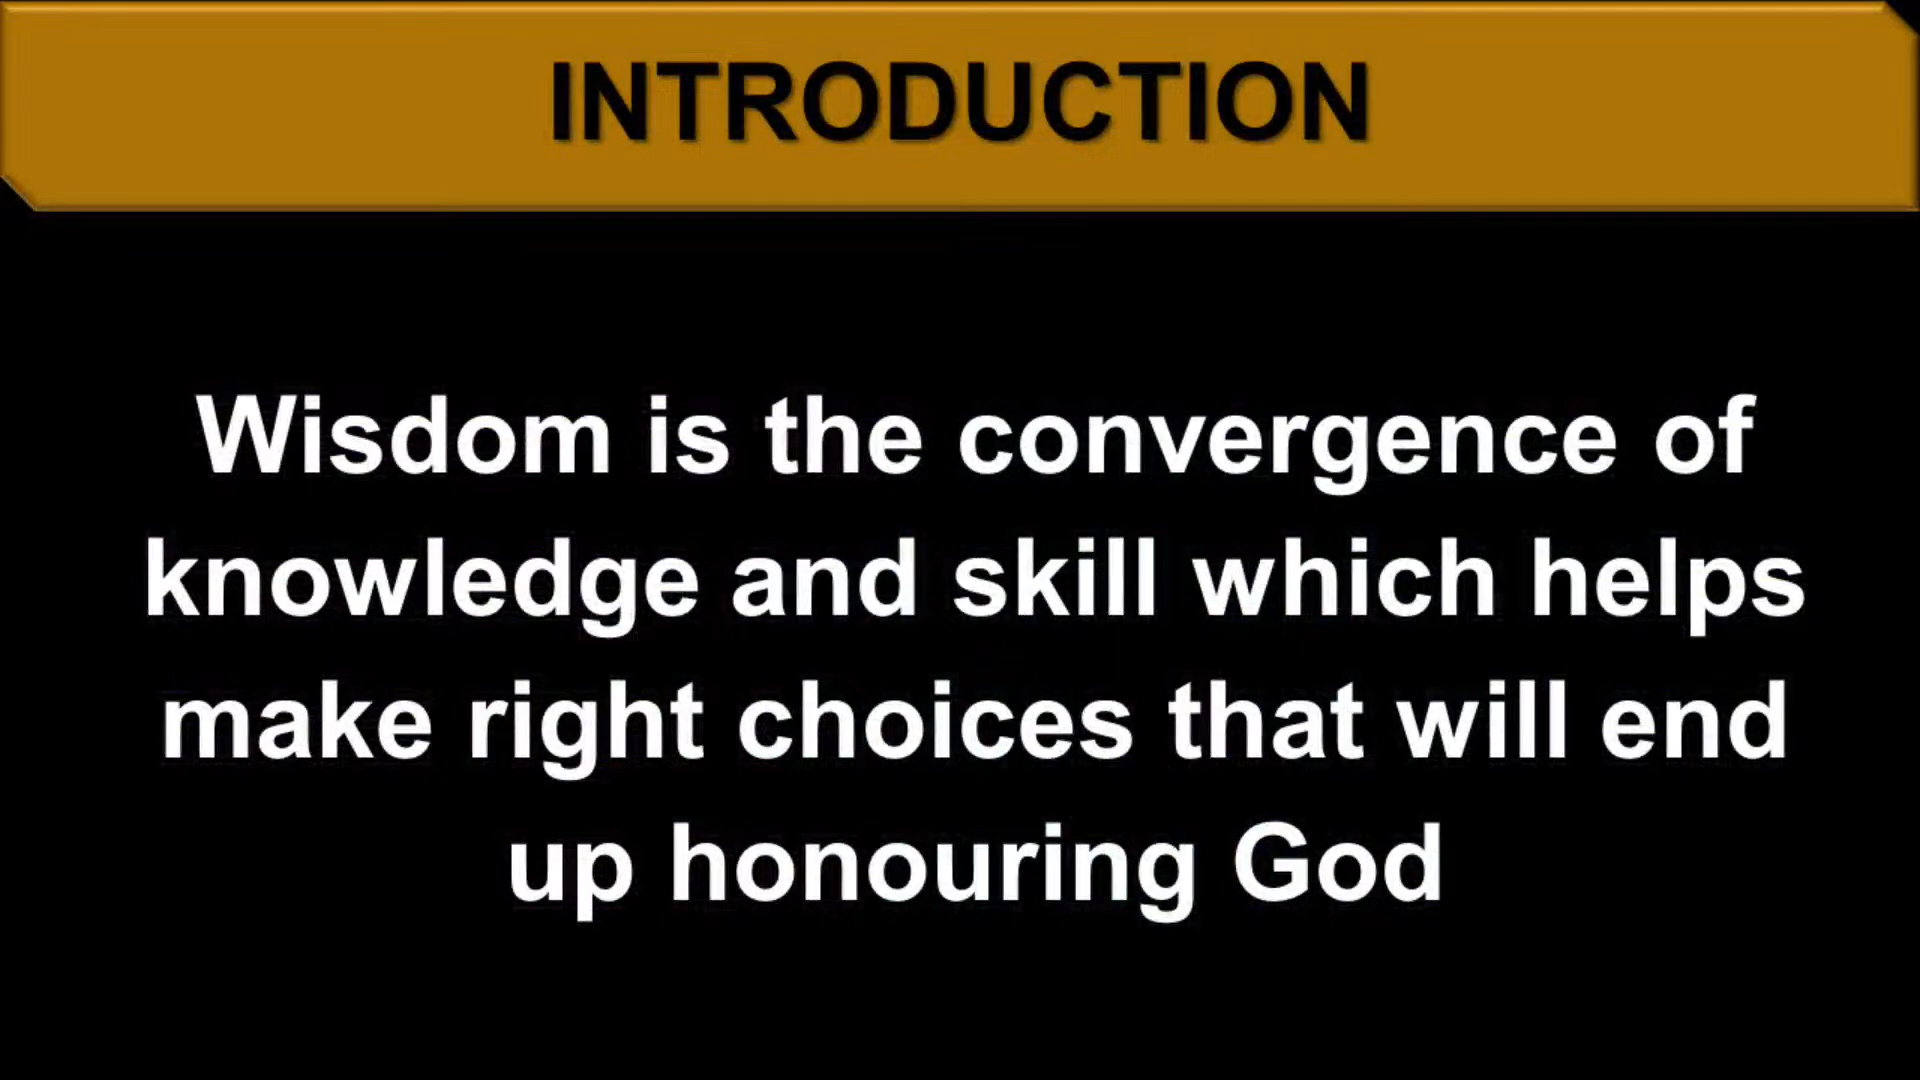 INTRODUCTION
Wisdom is the convergence of
knowledge and skill which helps
make right choices that will end
up honouring God